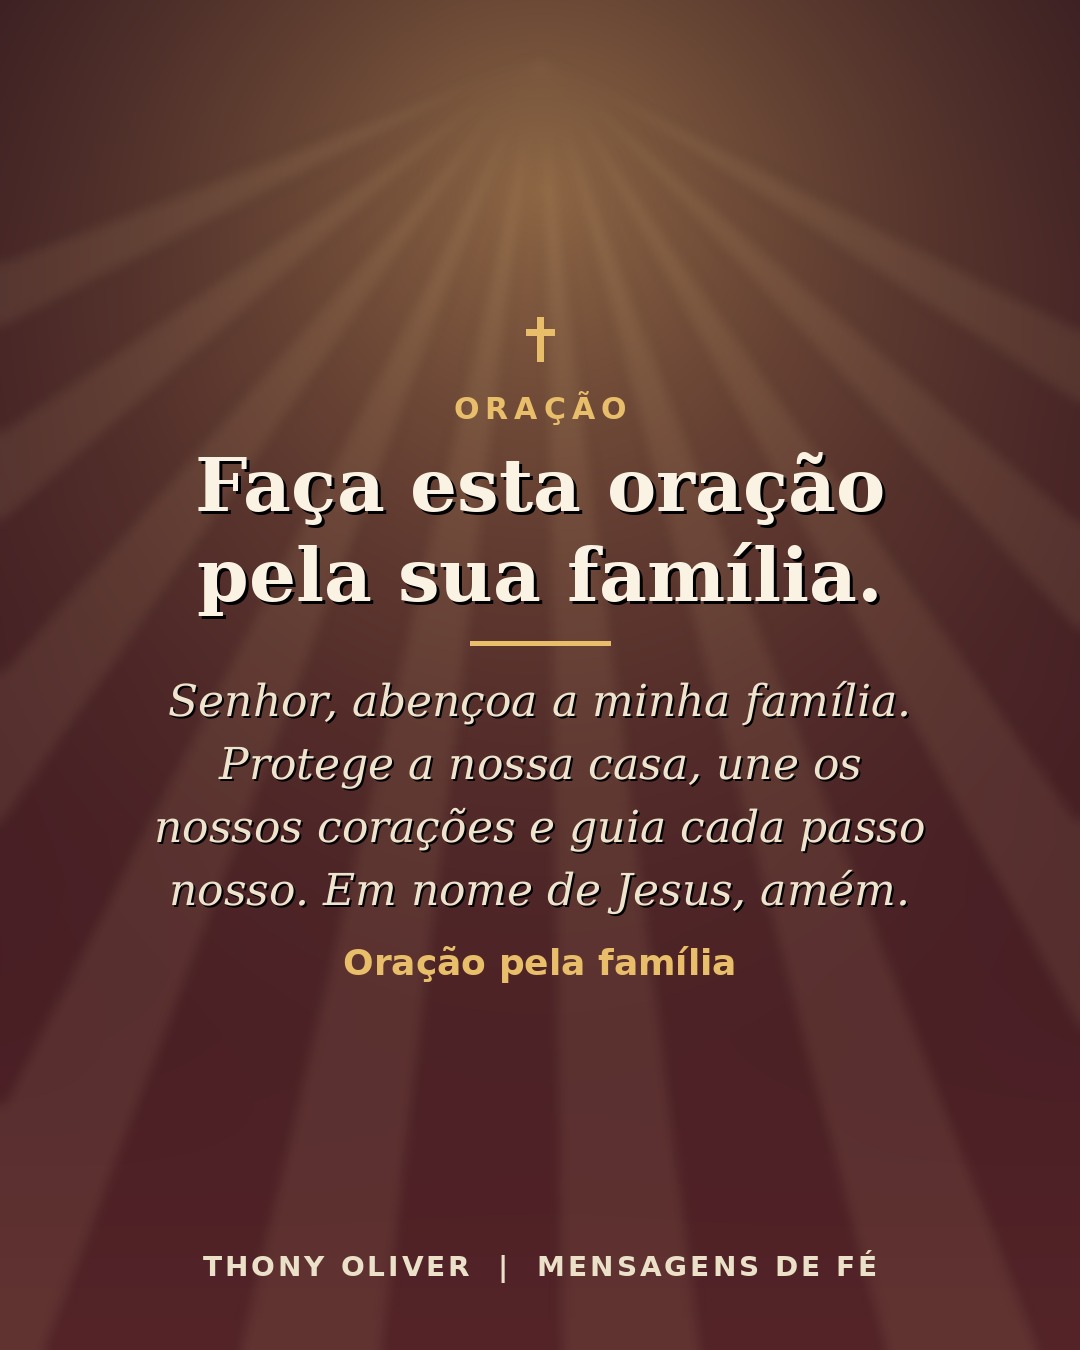 ORAÇÃO
Faça esta oração
pela sua família.
Senhor, abençoa a minha família.
Protege a nossa casa, une os
nossos corações e guia cada passo
nosso. Em nome de Jesus, amém.
Oração pela família
THONY OLIVER | MENSAGENS DE FÉ